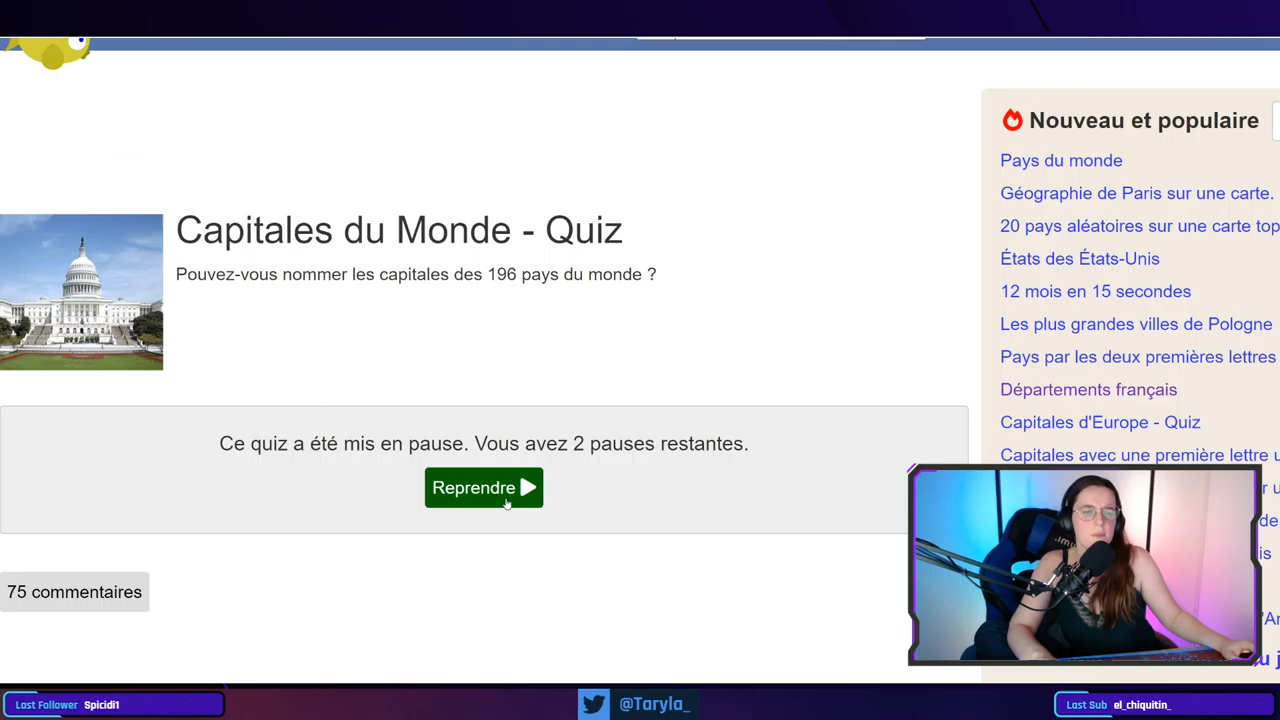 Nouveau et populaire
Pays du monde
Géographie de Paris sur une carte.
20 pays aléatoires sur une carte top
États des États-Unis
12 mois en 15 secondes
Les plus grandes villes de Pologne
Pays par les deux premières lettres
Départements français
Capitales d'Europe - Quiz
Capitales avec une première lettre u
Capitales du Monde - Quiz
Pouvez-vous nommer les capitales des 196 pays du monde ?
Ce quiz a été mis en pause. Vous avez 2 pauses restantes.
Reprendre
75 commentaires
Last Follower Spicidi1
@Taryla_
Last Sub el_chiquitin_